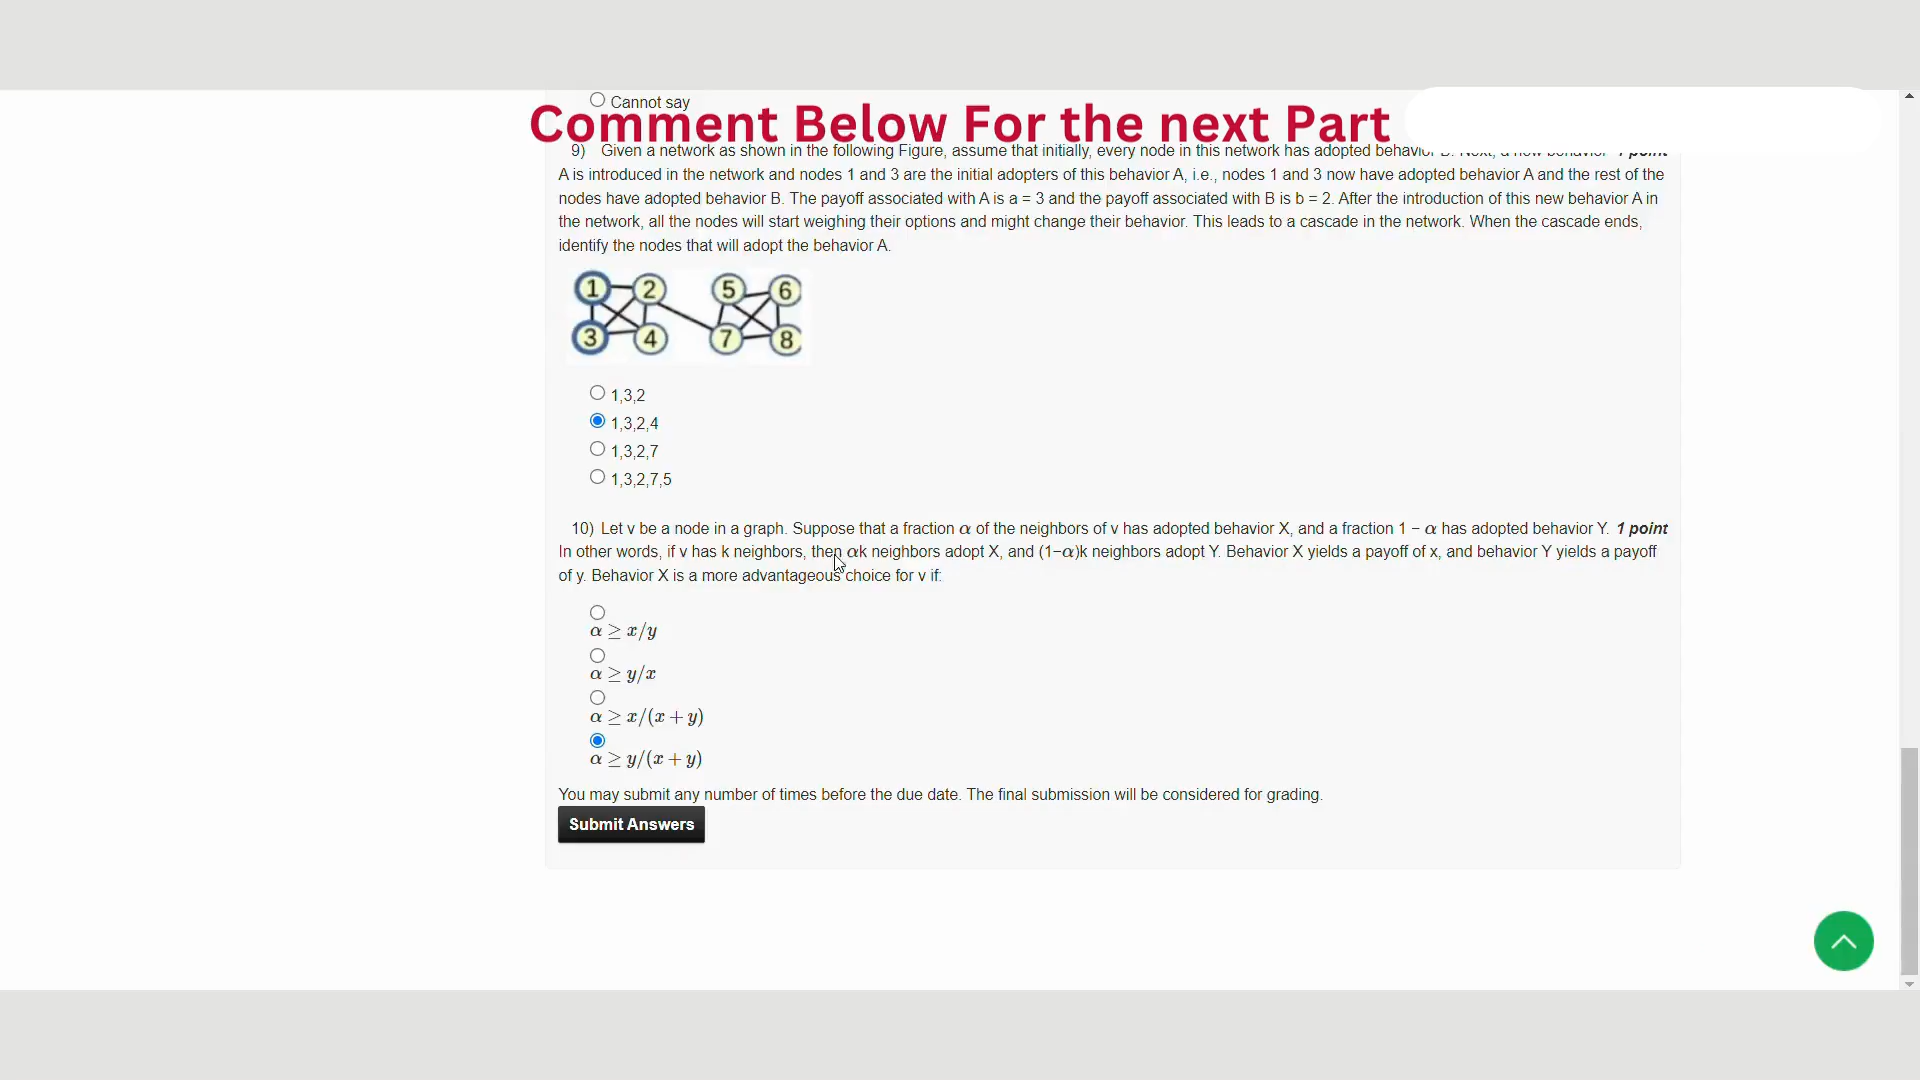 Cannot say
Comment Below For the next Part
9) Given a network as shown in the following Figure, assume that initially, every node in this network has adopted behavior 1 point
A is introduced in the network and nodes 1 and 3 are the initial adopters of this behavior A, i.e., nodes 1 and 3 now have adopted behavior A and the rest of the
nodes have adopted behavior B. The payoff associated with A is a = 3 and the payoff associated with B is b = 2. After the introduction of this new behavior A in
the network, all the nodes will start weighing their options and might change their behavior. This leads to a cascade in the network. When the cascade ends,
identify the nodes that will adopt the behavior A.
1 2 5 6
3 4 7 8
1,3,2
1,3,2,4
1,3,2,7
1,3,2,7,5
10) Let v be a node in a graph. Suppose that a fraction α of the neighbors of v has adopted behavior X, and a fraction 1 − α has adopted behavior Y. 1 point
In other words, if v has k neighbors, then αk neighbors adopt X, and (1−α)k neighbors adopt Y. Behavior X yields a payoff of x, and behavior Y yields a payoff
of y. Behavior X is a more advantageous choice for v if:
α ≥ x/y
α ≥ y/x
α ≥ x/(x + y)
α ≥ y/(x + y)
You may submit any number of times before the due date. The final submission will be considered for grading.
Submit Answers